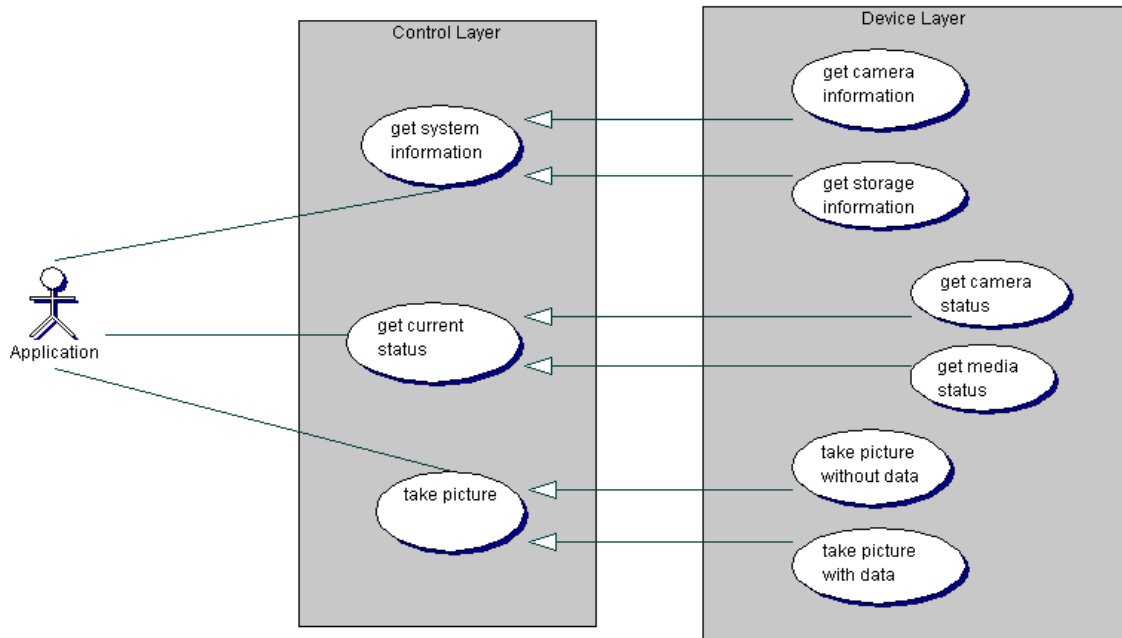 Control Layer
Device Layer
get camera
information
get system
information
get storage
information
get camera
status
get current
status
Application
get media
status
take picture
without data
take picture
take picture
with data